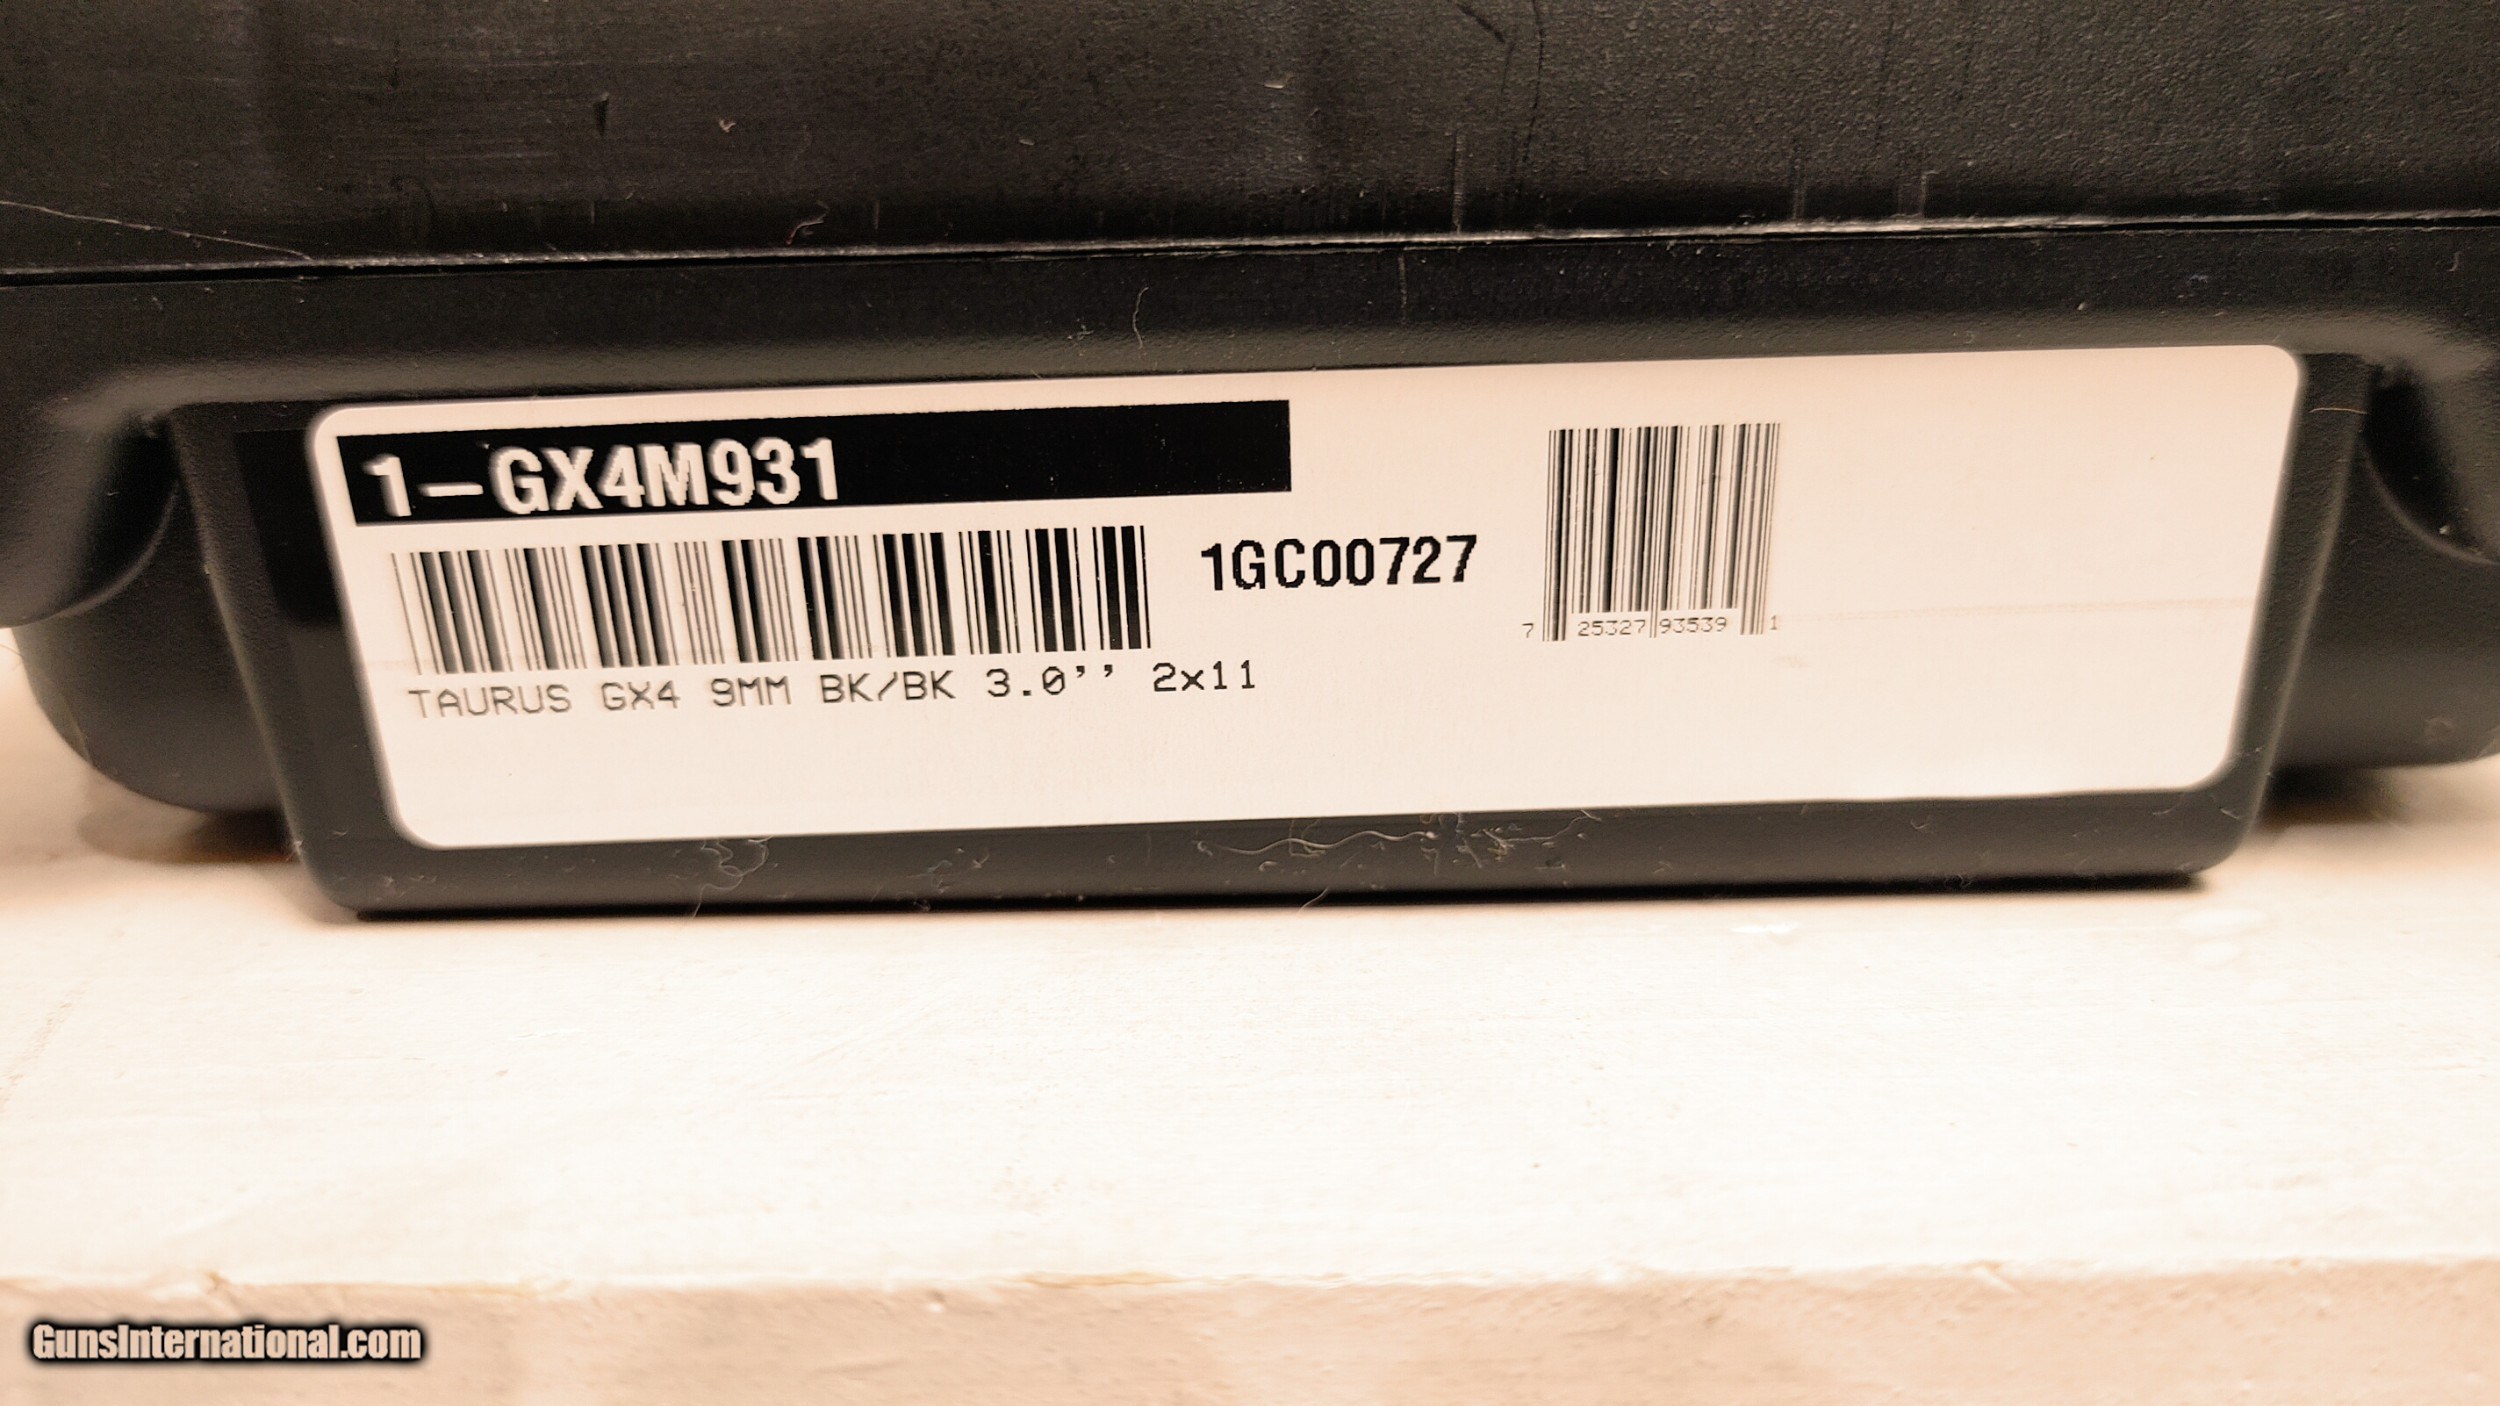 1-GX4M931
1GC00727
TAURUS GX4 9MM BK/BK 3.0'' 2x11
7 25327 93539 1
GunsInternational.com